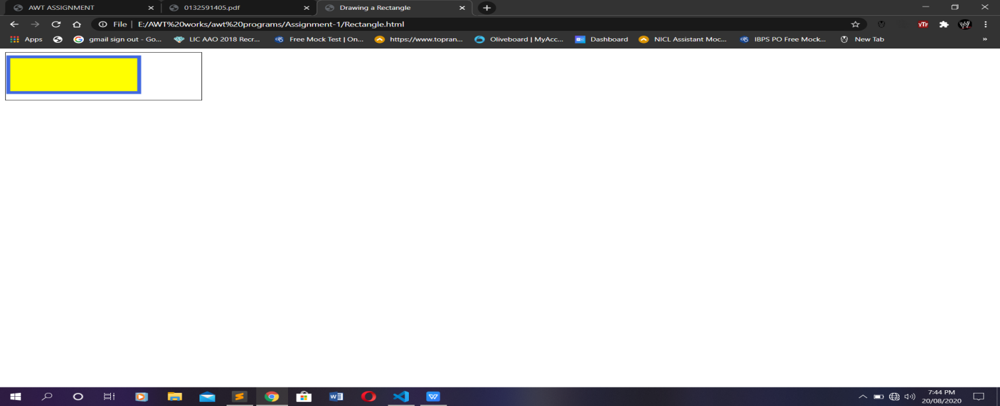 AWT ASSIGNMENT
0132591405.pdf
Drawing a Rectangle
File | E:/AWT%20works/awt%20programs/Assignment-1/Rectangle.html
YTF
Apps
gmail sign out - Go...
LIC AAO 2018 Recr...
Free Mock Test | On...
https://www.topran...
Oliveboard | MyAcc...
Dashboard
NICL Assistant Moc...
IBPS PO Free Mock...
New Tab
7:44 PM
20/08/2020